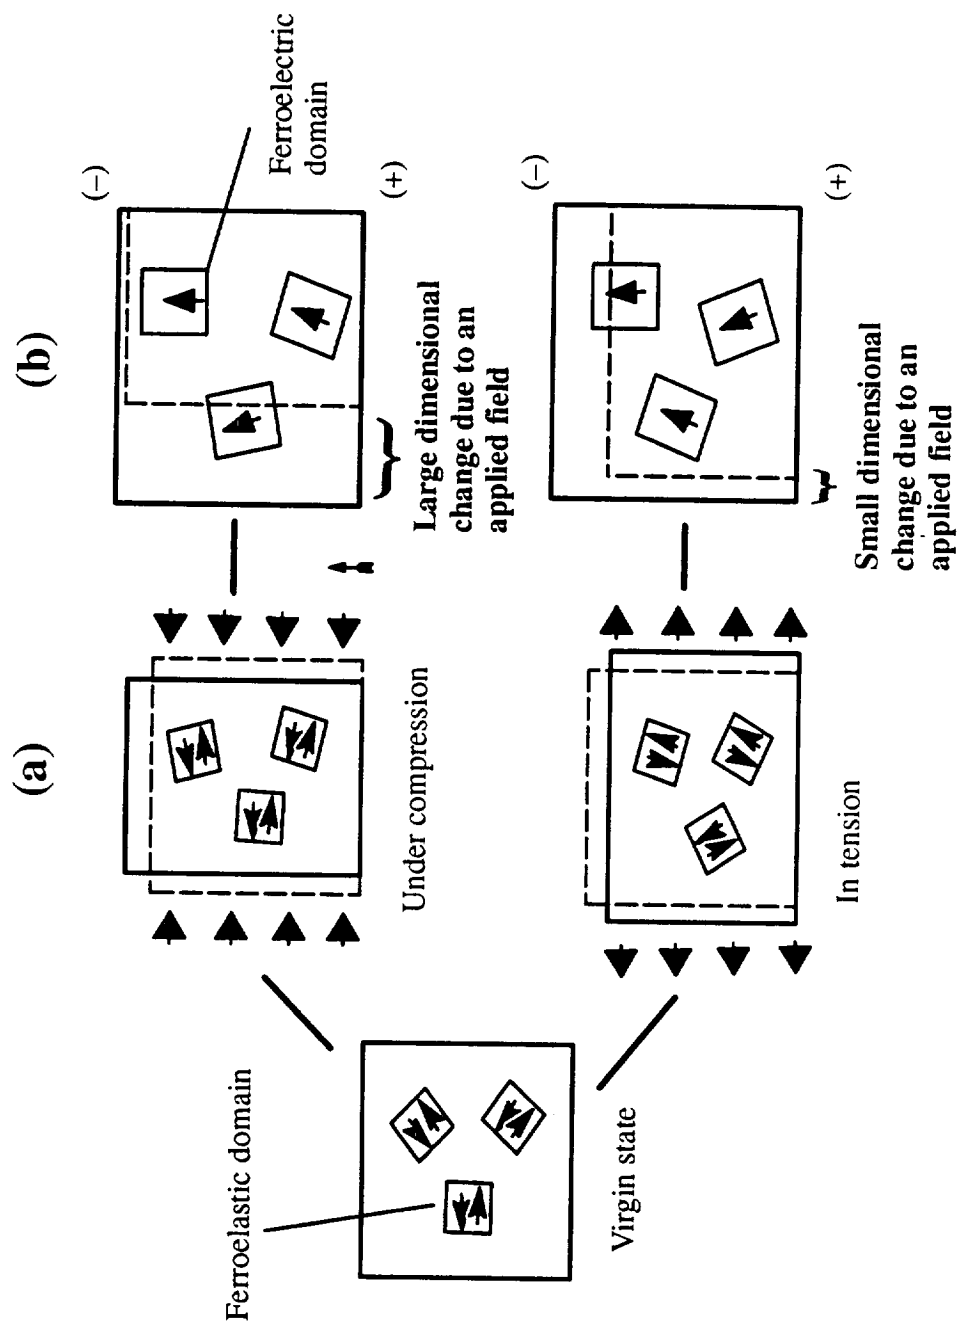 (a)
(b)
Ferroelastic domain
Virgin state
Under compression
In tension
(−)
(+)
Ferroelectric
domain
Large dimensional
change due to an
applied field
(−)
(+)
Small dimensional
change due to an
applied field